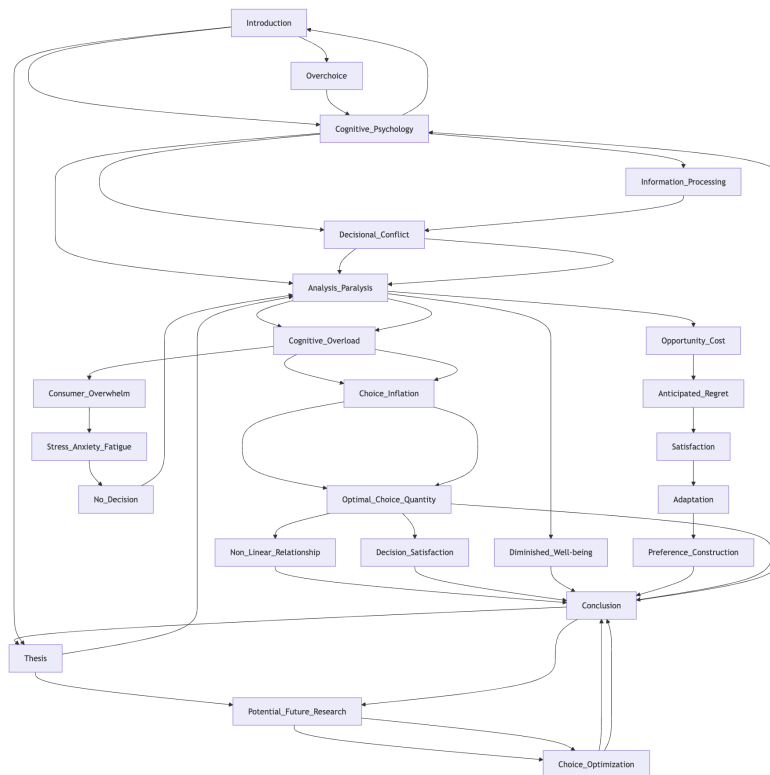 Introduction
Overchoice
Cognitive_Psychology
Information_Processing
Decisional_Conflict
Analysis_Paralysis
Cognitive_Overload
Opportunity_Cost
Consumer_Overwhelm
Choice_Inflation
Anticipated_Regret
Stress_Anxiety_Fatigue
Satisfaction
No_Decision
Optimal_Choice_Quantity
Adaptation
Non_Linear_Relationship
Decision_Satisfaction
Diminished_Well-being
Preference_Construction
Conclusion
Thesis
Potential_Future_Research
Choice_Optimization